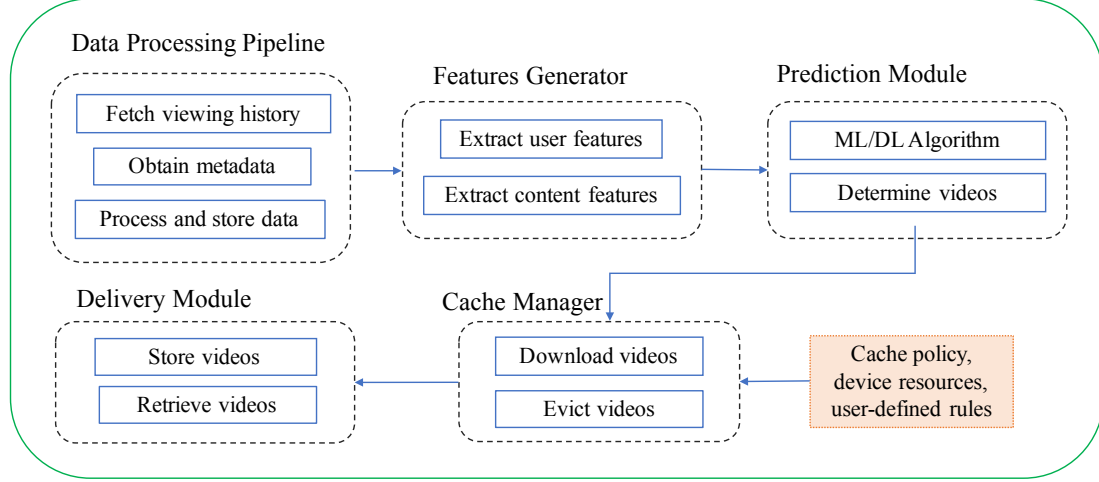 Data Processing Pipeline
Fetch viewing history
Obtain metadata
Process and store data
Features Generator
Extract user features
Extract content features
Prediction Module
ML/DL Algorithm
Determine videos
Delivery Module
Store videos
Retrieve videos
Cache Manager
Download videos
Evict videos
Cache policy,
device resources,
user-defined rules